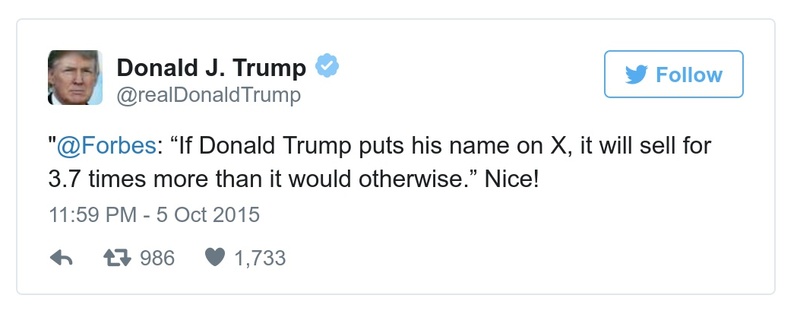 Donald J. Trump
@realDonaldTrump
Follow
"@Forbes: “If Donald Trump puts his name on X, it will sell for
3.7 times more than it would otherwise.” Nice!
11:59 PM - 5 Oct 2015
986 1,733